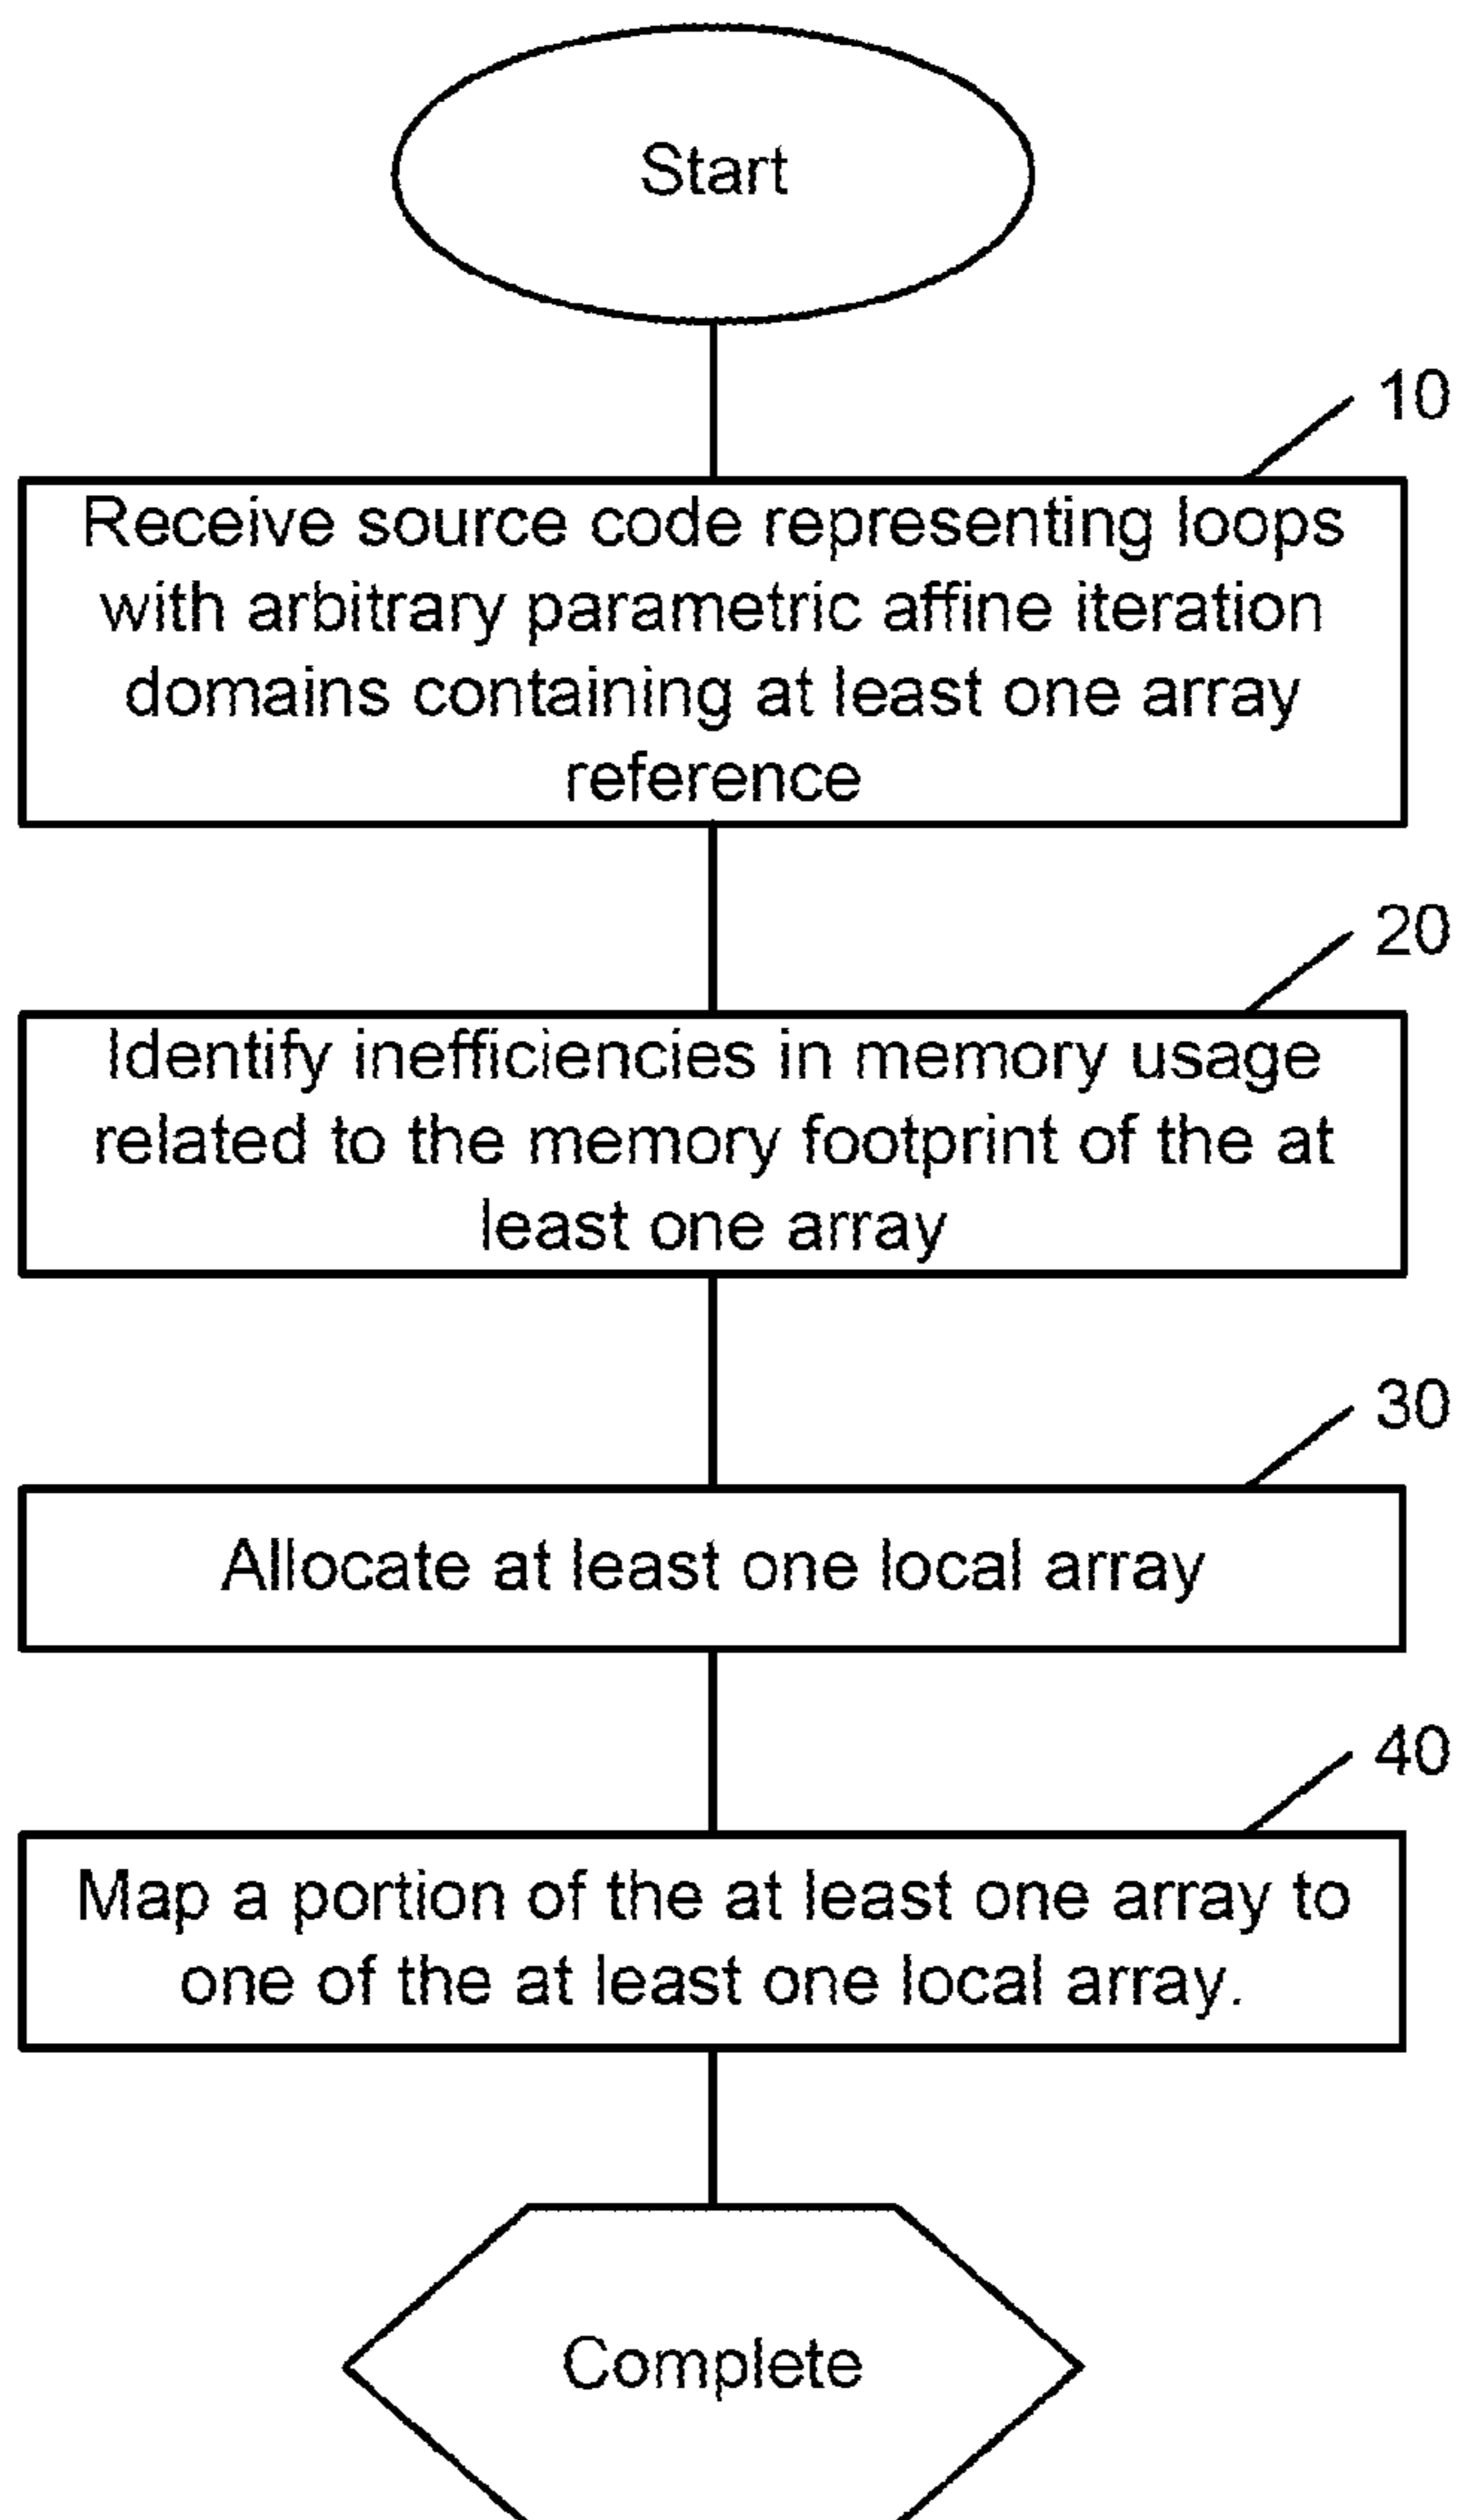 Start
10
Receive source code representing loops
with arbitrary parametric affine iteration
domains containing at least one array
reference
20
Identify inefficiencies in memory usage
related to the memory footprint of the at
least one array
30
Allocate at least one local array
40
Map a portion of the at least one array to
one of the at least one local array.
Complete